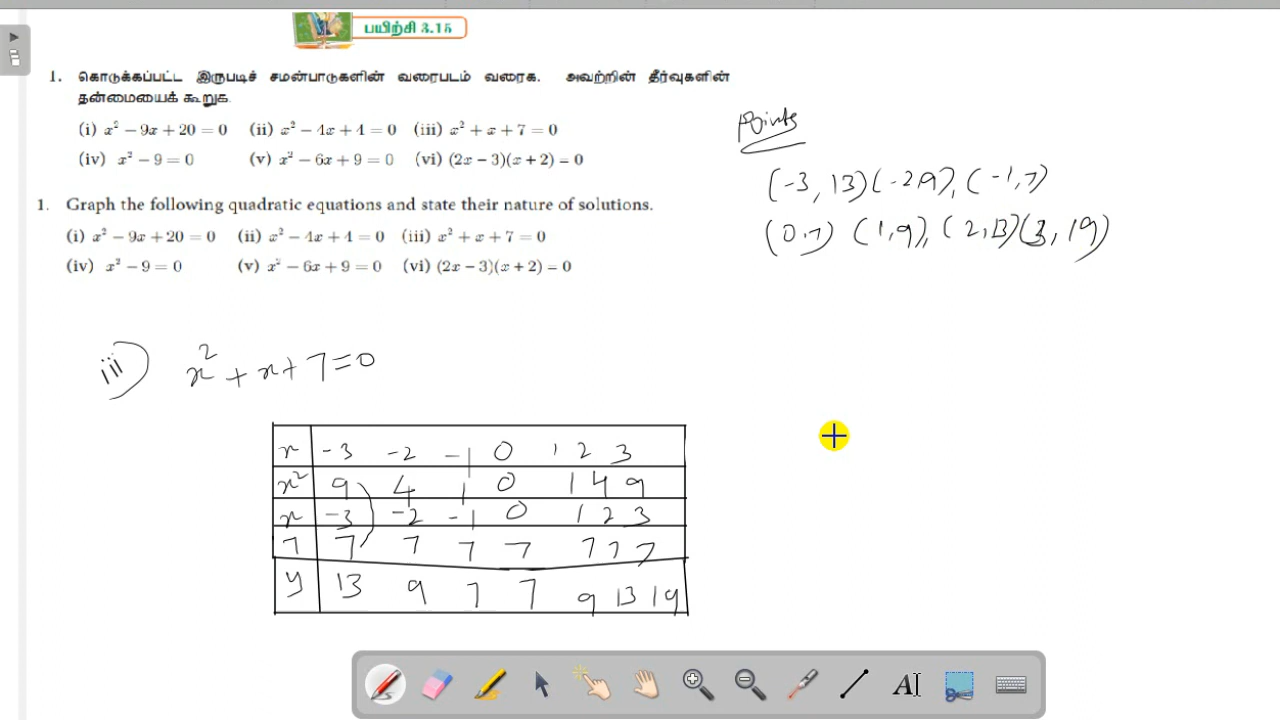 பயிற்சி 3.15
1. கொடுக்கப்பட்ட இருபடிச் சமன்பாடுகளின் வரைபடம் வரைக. அவற்றின் தீர்வுகளின்
தன்மையைக் கூறுக.
(i) x² − 9x + 20 = 0 (ii) x² − 4x + 4 = 0 (iii) x² + x + 7 = 0
(iv) x² − 9 = 0 (v) x² − 6x + 9 = 0 (vi) (2x − 3)(x + 2) = 0
1. Graph the following quadratic equations and state their nature of solutions.
(i) x² − 9x + 20 = 0 (ii) x² − 4x + 4 = 0 (iii) x² + x + 7 = 0
(iv) x² − 9 = 0 (v) x² − 6x + 9 = 0 (vi) (2x − 3)(x + 2) = 0
Points
(-3, 13) (-2,9), (-1,7)
(0,7) (1,9), (2,13) (3, 19)
iii) x² + x + 7 = 0
x -3 -2 -1 0 1 2 3
x² 9 4 1 0 1 4 9
x -3 -2 -1 0 1 2 3
7 7 7 7 7 7 7 7
y 13 9 7 7 9 13 19
A